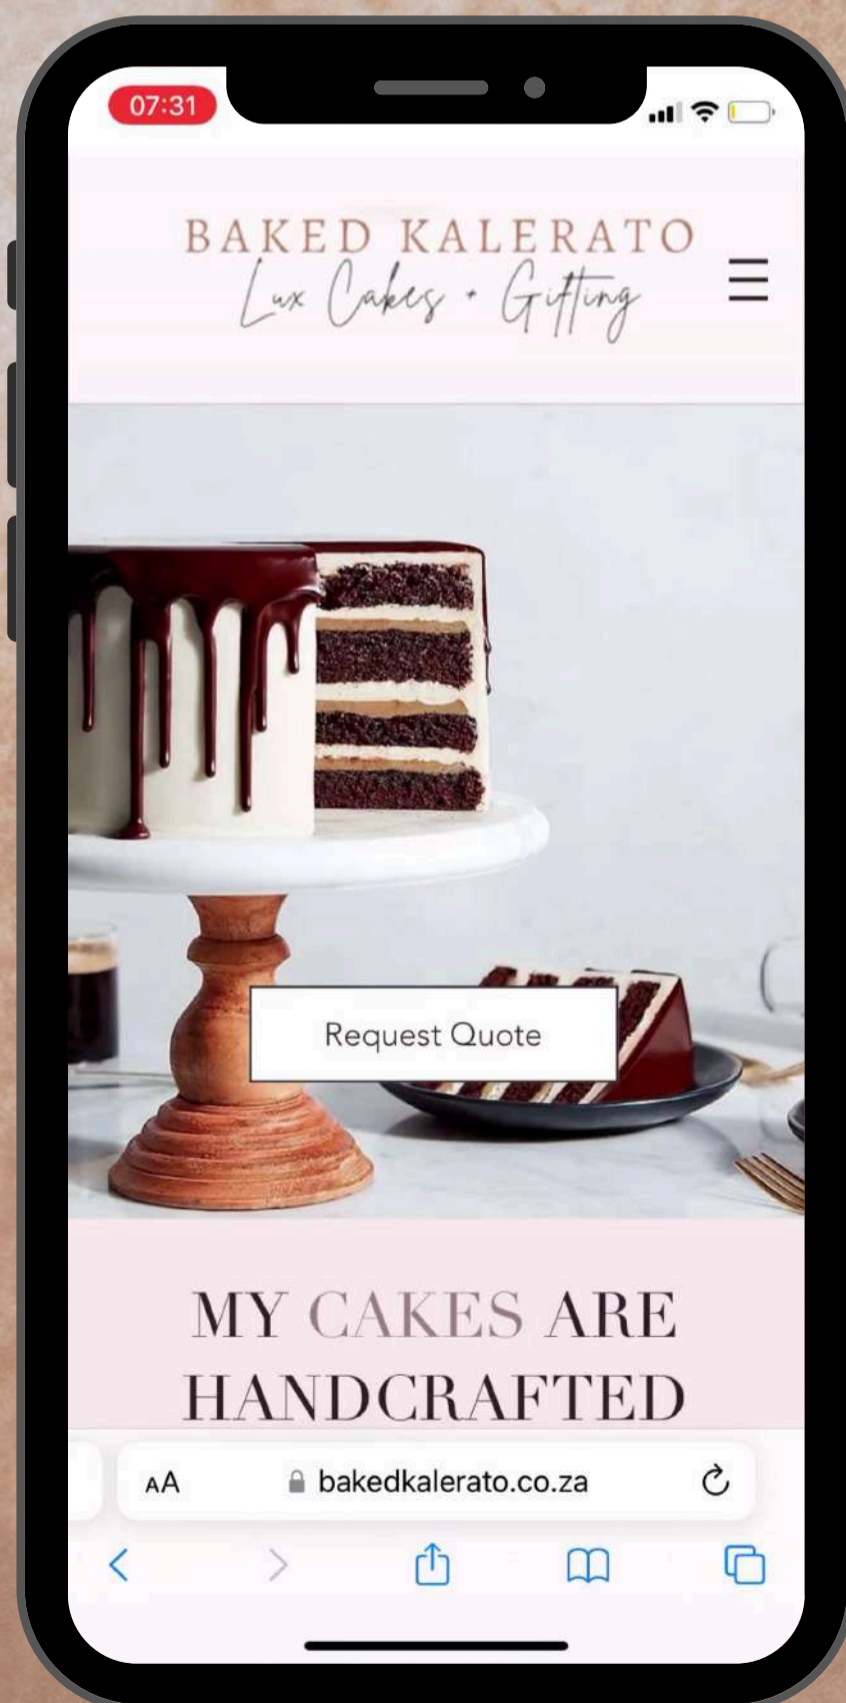 07:31
BAKED KALERATO
Lux Cakes + Gifting
Request Quote
MY CAKES ARE
HANDCRAFTED
AA
bakedkalerato.co.za